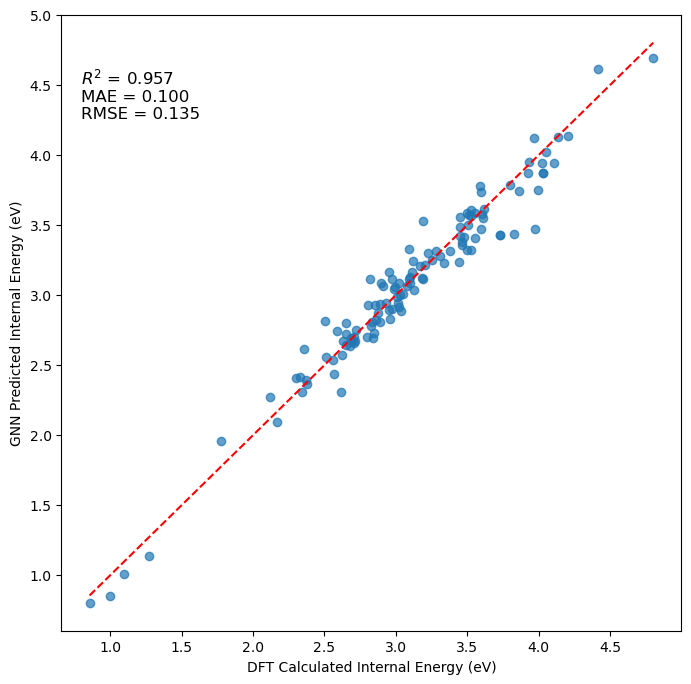 R² = 0.957
MAE = 0.100
RMSE = 0.135
GNN Predicted Internal Energy (eV)
5.0
4.5
4.0
3.5
3.0
2.5
2.0
1.5
1.0
1.0 1.5 2.0 2.5 3.0 3.5 4.0 4.5
DFT Calculated Internal Energy (eV)